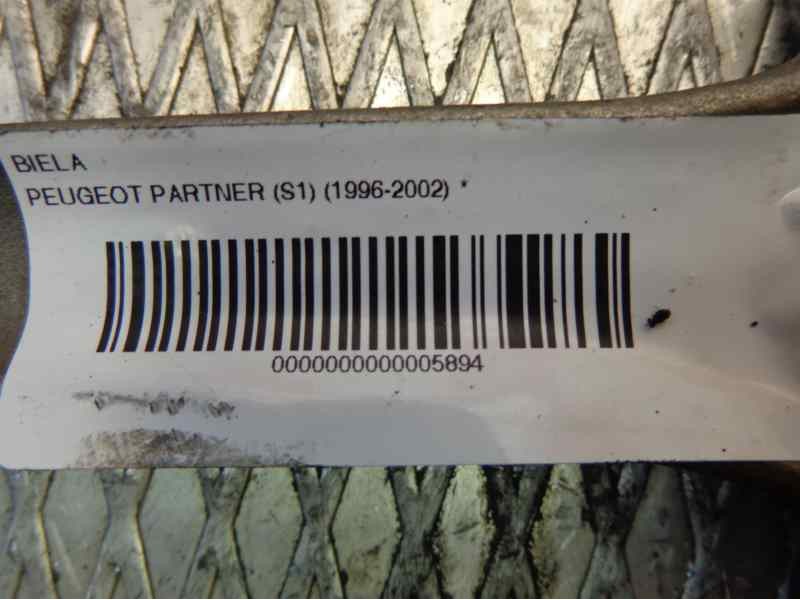 BIELA
PEUGEOT PARTNER (S1) (1996-2002) *
0000000000005894